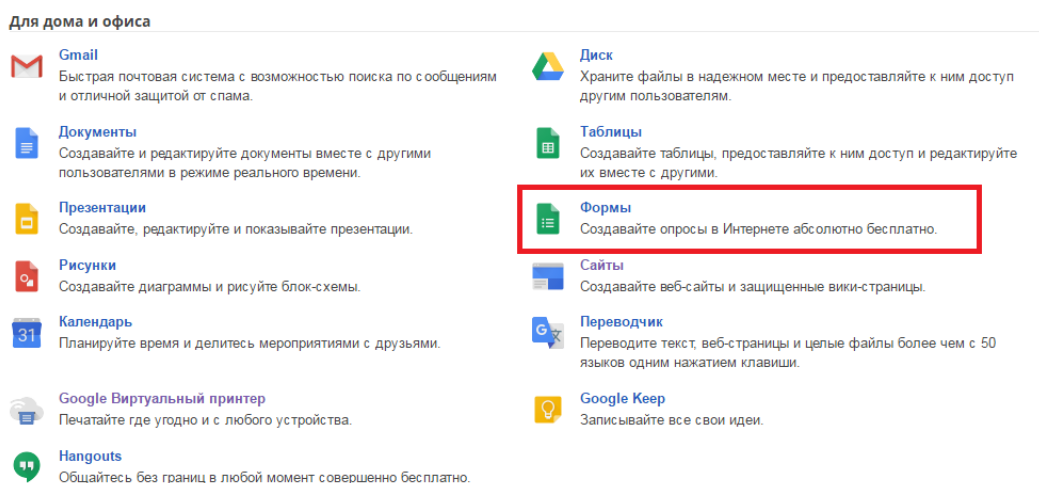 Для дома и офиса
Gmail
Быстрая почтовая система с возможностью поиска по сообщениям
и отличной защитой от спама.
Диск
Храните файлы в надежном месте и предоставляйте к ним доступ
другим пользователям.
Документы
Создавайте и редактируйте документы вместе с другими
пользователями в режиме реального времени.
Таблицы
Создавайте таблицы, предоставляйте к ним доступ и редактируйте
их вместе с другими.
Презентации
Создавайте, редактируйте и показывайте презентации.
Формы
Создавайте опросы в Интернете абсолютно бесплатно.
Рисунки
Создавайте диаграммы и рисуйте блок-схемы.
Сайты
Создавайте веб-сайты и защищенные вики-страницы.
31
Календарь
Планируйте время и делитесь мероприятиями с друзьями.
G
文
Переводчик
Переводите текст, веб-страницы и целые файлы более чем с 50
языков одним нажатием клавиши.
Google Виртуальный принтер
Печатайте где угодно и с любого устройства.
Google Keep
Записывайте все свои идеи.
Hangouts
Общайтесь без границ в любой момент совершенно бесплатно.